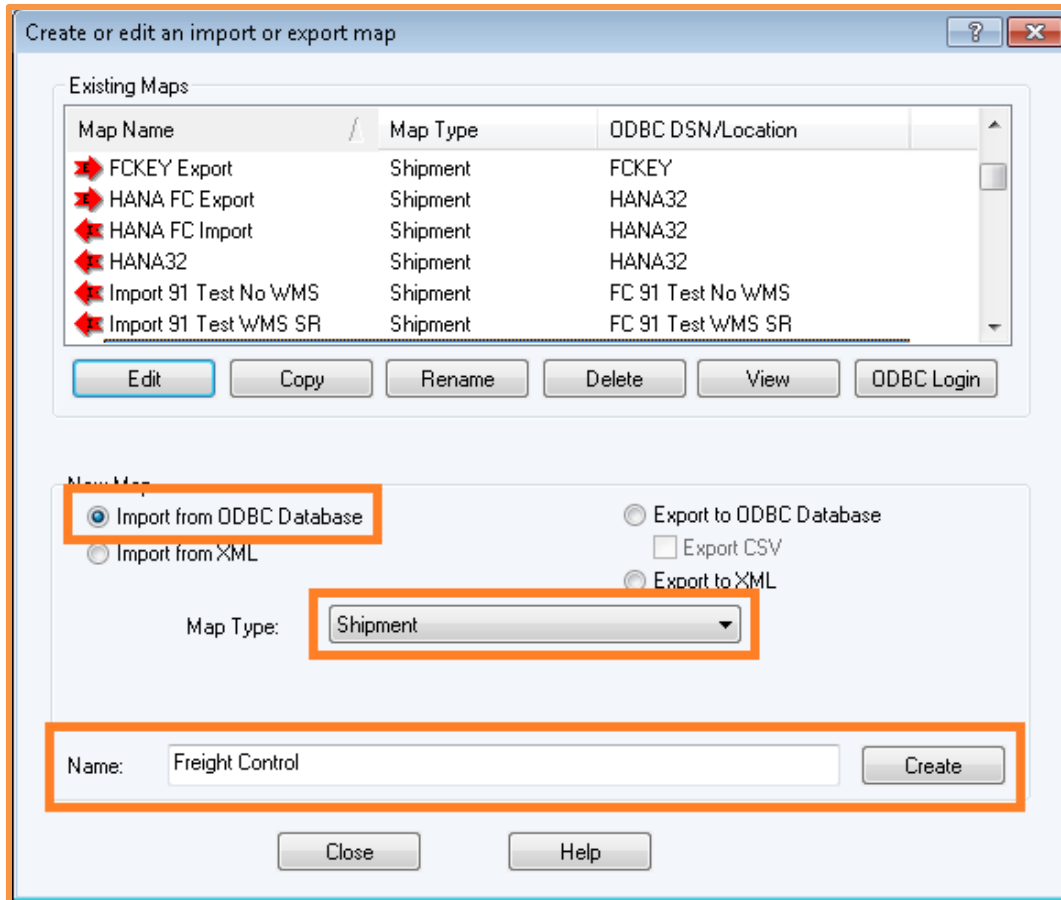 Create or edit an import or export map
Existing Maps
Map Name Map Type ODBC DSN/Location
FCKEY Export Shipment FCKEY
HANA FC Export Shipment HANA32
HANA FC Import Shipment HANA32
HANA32 Shipment HANA32
Import 91 Test No WMS Shipment FC 91 Test No WMS
Import 91 Test WMS SR Shipment FC 91 Test WMS SR
Edit Copy Rename Delete View ODBC Login
New Map
Import from ODBC Database Export to ODBC Database
Import from XML Export CSV
Export to XML
Map Type: Shipment
Name: Freight Control Create
Close Help